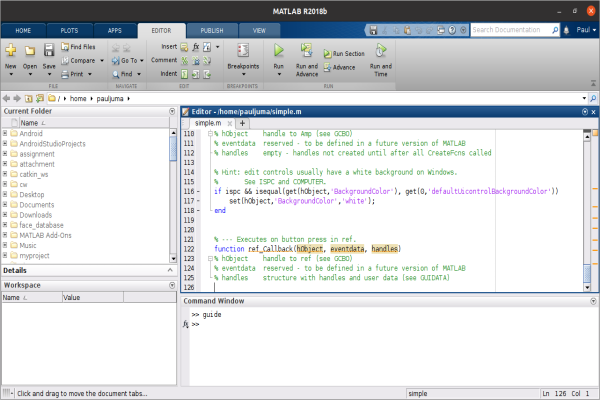 MATLAB R2018b
HOME PLOTS APPS EDITOR PUBLISH VIEW Search Documentation Paul
New Open Save Find Files Compare Print Go To Find Insert Comment Indent fx Breakpoints Run Run and Advance Run Section Advance Run and Time
FILE NAVIGATE EDIT BREAKPOINTS RUN
/ home pauljuma
Current Folder
Name
Android
AndroidStudioProjects
assignment
attachment
catkin_ws
cw
Desktop
Documents
Downloads
face_database
MATLAB Add-Ons
Music
myproject
Details
Workspace
Name Value
Editor - /home/pauljuma/simple.m
simple.m
110 % hObject    handle to Amp (see GCBO)
111 % eventdata  reserved - to be defined in a future version of MATLAB
112 % handles    empty - handles not created until after all CreateFcns called
113
114 % Hint: edit controls usually have a white background on Windows.
115 %       See ISPC and COMPUTER.
116 - if ispc && isequal(get(hObject,'BackgroundColor'), get(0,'defaultUicontrolBackgroundColor'))
117 -     set(hObject,'BackgroundColor','white');
118 - end
119
120
121 % --- Executes on button press in ref.
122 function ref_Callback(hObject, eventdata, handles)
123 % hObject    handle to ref (see GCBO)
124 % eventdata  reserved - to be defined in a future version of MATLAB
125 % handles    structure with handles and user data (see GUIDATA)
126
Command Window
>> guide
fx >>
Click and drag to move the document tabs...
simple
Ln 126 Col 1